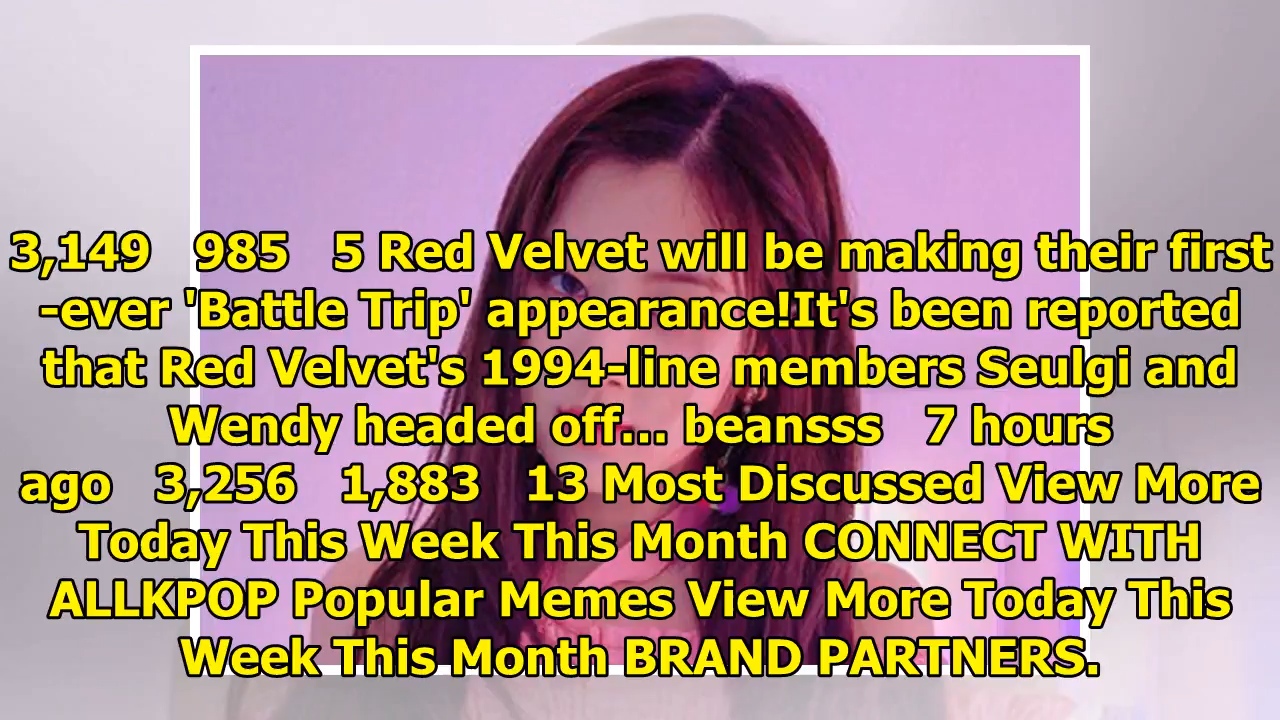 3,149 985 5 Red Velvet will be making their first
-ever 'Battle Trip' appearance!It's been reported
that Red Velvet's 1994-line members Seulgi and
Wendy headed off... beansss 7 hours
ago 3,256 1,883 13 Most Discussed View More
Today This Week This Month CONNECT WITH
ALLKPOP Popular Memes View More Today This
Week This Month BRAND PARTNERS.